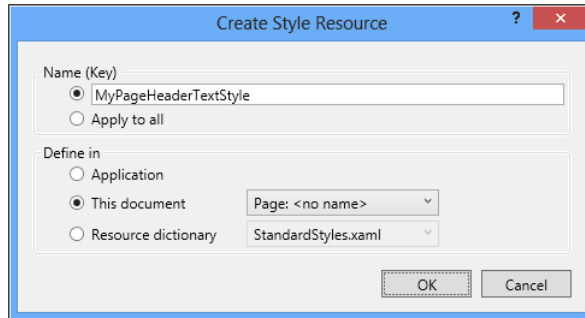 Create Style Resource
?
Name (Key)
MyPageHeaderTextStyle
Apply to all
Define in
Application
This document Page: <no name>
Resource dictionary StandardStyles.xaml
OK Cancel